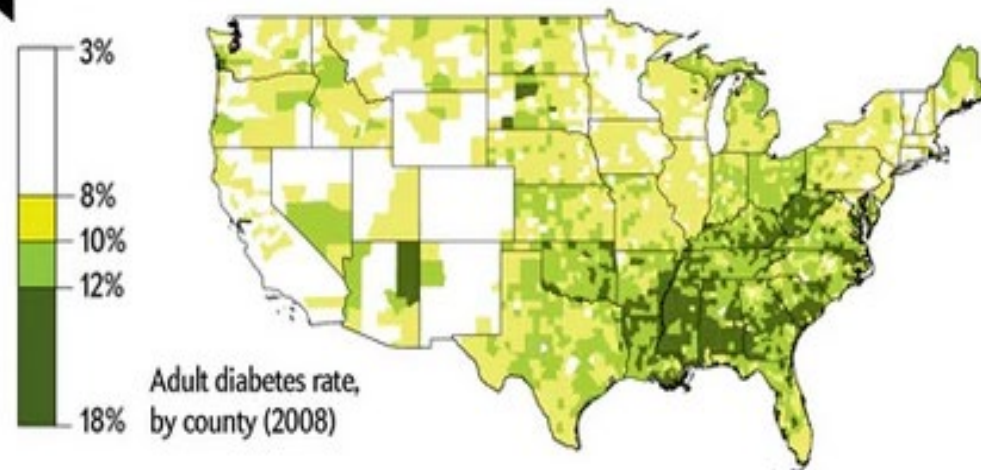 3%
8%
10%
12%
18%
Adult diabetes rate,
by county (2008)